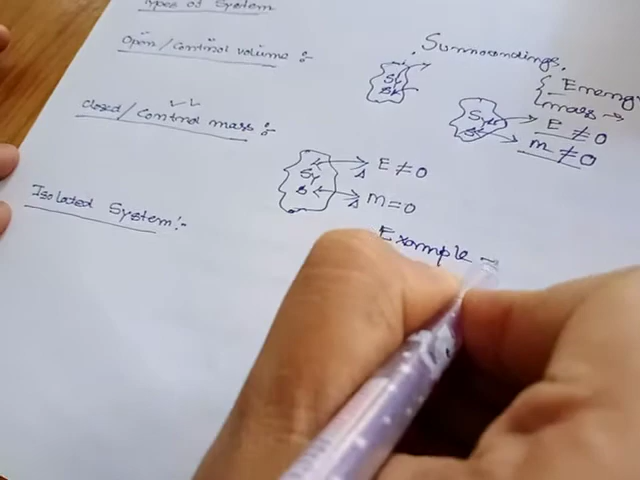 Types of System
Open/Control volume :-
Surroundings.
Sy
Energy
mass →
Syst
E ≠ 0
m ≠ 0
Closed/Control mass :-
Sy
E ≠ 0
m = 0
Isolated System :-
Example -